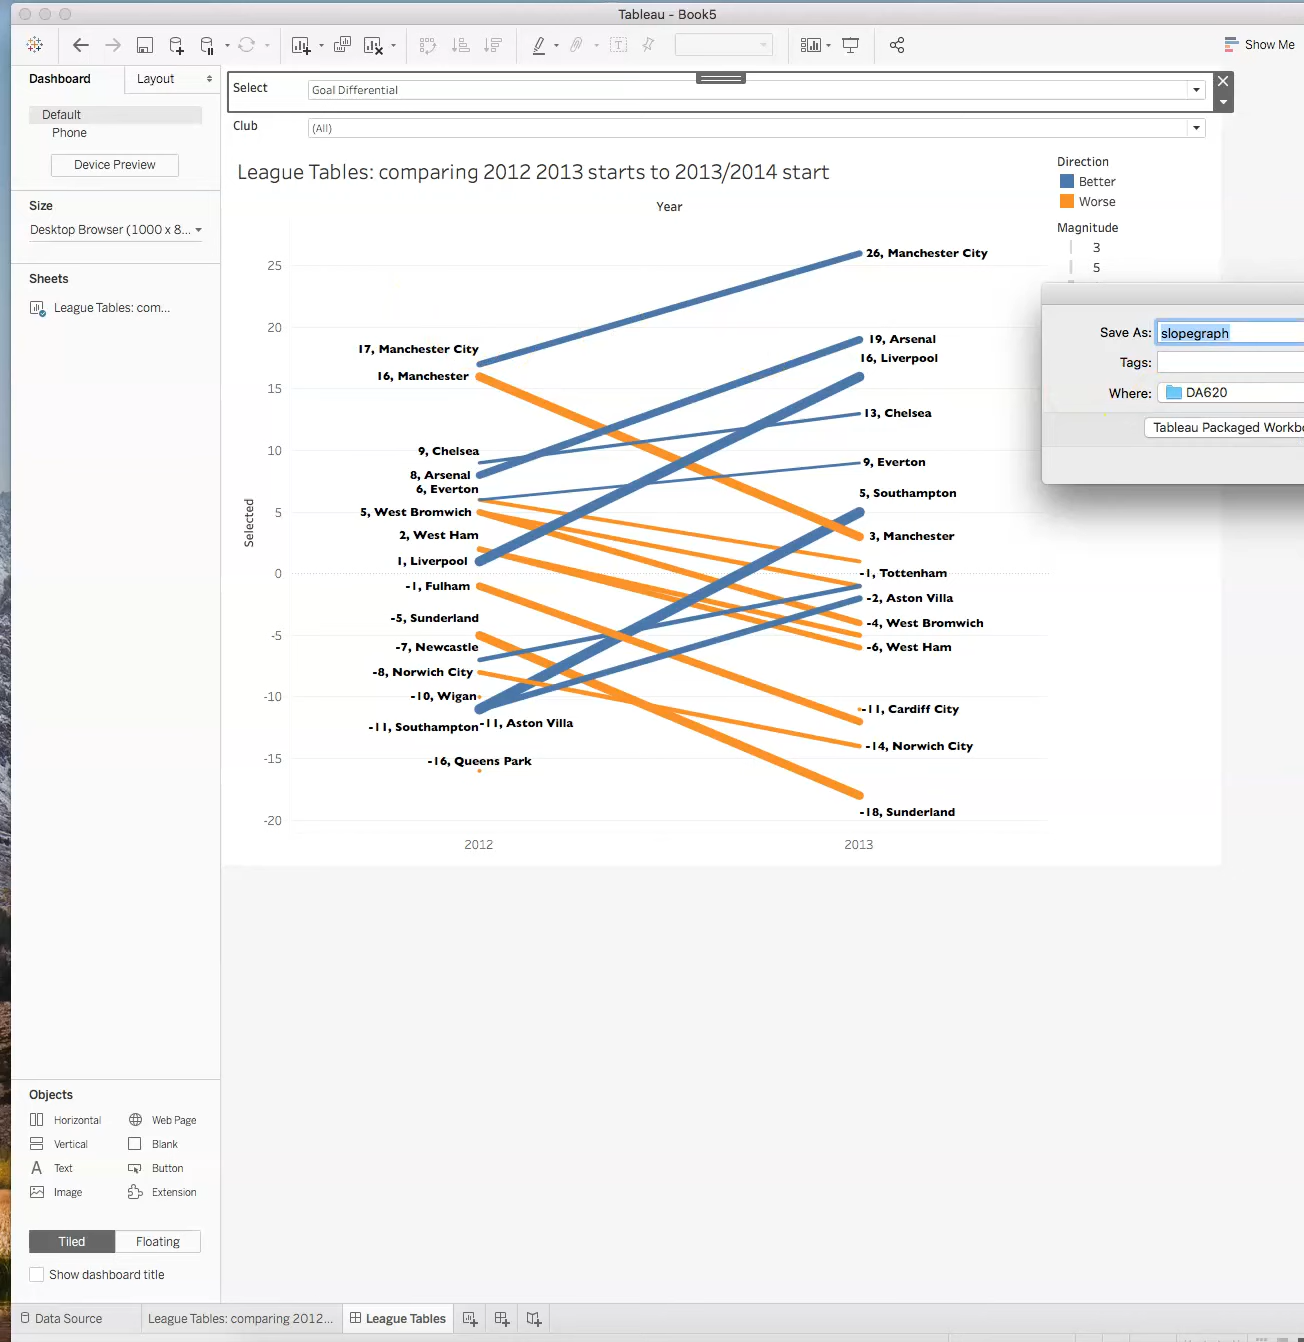 Tableau - Book5
Show Me
Dashboard
Layout
Default
Phone
Device Preview
Size
Desktop Browser (1000 x 8...
Sheets
League Tables: com...
Select
Goal Differential
Club
(All)
League Tables: comparing 2012 2013 starts to 2013/2014 start
Year
Direction
Better
Worse
Magnitude
3
5
Save As:
slopegraph
Tags:
Where:
DA620
Tableau Packaged Workbo
Selected
25
20
15
10
5
0
-5
-10
-15
-20
17, Manchester City
16, Manchester
9, Chelsea
8, Arsenal
6, Everton
5, West Bromwich
2, West Ham
1, Liverpool
-1, Fulham
-5, Sunderland
-7, Newcastle
-8, Norwich City
-10, Wigan
-11, Southampton
-11, Aston Villa
-16, Queens Park
26, Manchester City
19, Arsenal
16, Liverpool
13, Chelsea
9, Everton
5, Southampton
3, Manchester
-1, Tottenham
-2, Aston Villa
-4, West Bromwich
-6, West Ham
-11, Cardiff City
-14, Norwich City
-18, Sunderland
2012
2013
Objects
Horizontal
Web Page
Vertical
Blank
Text
Button
Image
Extension
Tiled
Floating
Show dashboard title
Data Source
League Tables: comparing 2012...
League Tables